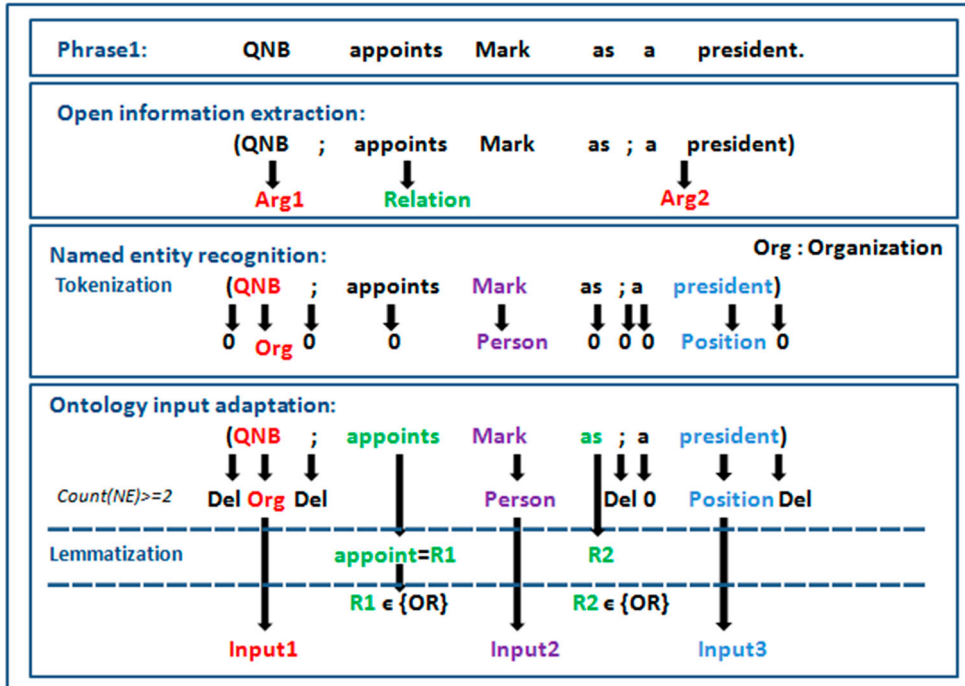 Phrase1: QNB appoints Mark as a president.
Open information extraction:
(QNB ; appoints Mark as ; a president)
Arg1 Relation Arg2
Named entity recognition: Org : Organization
Tokenization (QNB ; appoints Mark as ; a president)
0 Org 0 0 Person 0 0 0 Position 0
Ontology input adaptation:
(QNB ; appoints Mark as ; a president)
Count(NE)>=2 Del Org Del Person Del 0 Position Del
Lemmatization appoint=R1 R2
R1 ϵ {OR} R2 ϵ {OR}
Input1 Input2 Input3